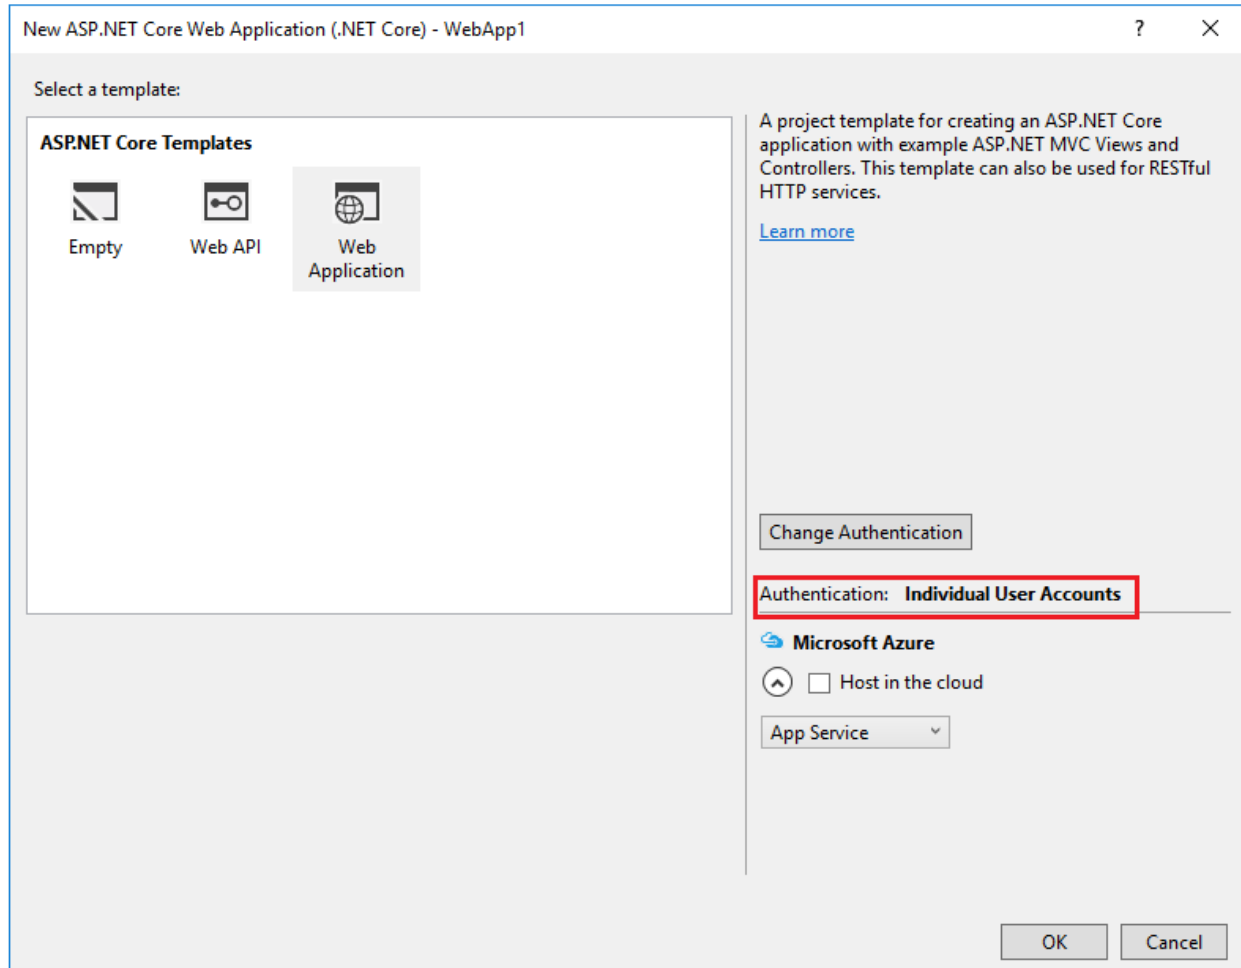 New ASP.NET Core Web Application (.NET Core) - WebApp1
?
Select a template:
ASP.NET Core Templates
Empty
Web API
Web
Application
A project template for creating an ASP.NET Core
application with example ASP.NET MVC Views and
Controllers. This template can also be used for RESTful
HTTP services.
Learn more
Change Authentication
Authentication: Individual User Accounts
Microsoft Azure
Host in the cloud
App Service
OK
Cancel